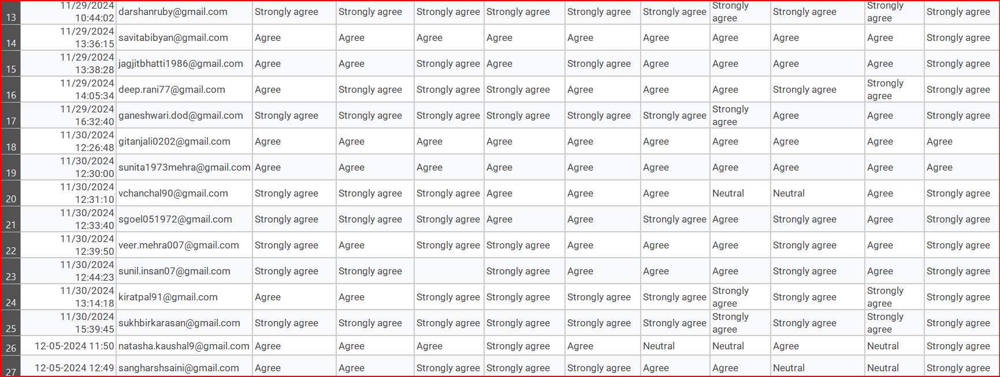 13 11/29/2024 10:44:02 darshanruby@gmail.com Strongly agree Strongly agree Strongly agree Strongly agree Strongly agree Strongly agree Strongly agree Strongly agree Strongly agree Strongly agree
14 11/29/2024 13:36:15 savitabibyan@gmail.com Agree Agree Agree Agree Agree Agree Agree Agree Agree Strongly agree
15 11/29/2024 13:38:28 jagjitbhatti1986@gmail.com Agree Agree Strongly agree Agree Strongly agree Agree Agree Agree Agree Strongly agree
16 11/29/2024 14:05:34 deep.rani77@gmail.com Agree Strongly agree Strongly agree Strongly agree Agree Agree Agree Strongly agree Strongly agree Strongly agree
17 11/29/2024 16:32:40 ganeshwari.dod@gmail.com Strongly agree Strongly agree Strongly agree Strongly agree Strongly agree Strongly agree Strongly agree Agree Agree Strongly agree
18 11/30/2024 12:26:48 gitanjali0202@gmail.com Agree Agree Agree Agree Agree Agree Agree Agree Agree Agree
19 11/30/2024 12:30:00 sunita1973mehra@gmail.com Agree Agree Agree Agree Agree Agree Agree Agree Agree Agree
20 11/30/2024 12:31:10 vchanchal90@gmail.com Strongly agree Strongly agree Strongly agree Agree Agree Agree Neutral Neutral Agree Strongly agree
21 11/30/2024 12:33:40 sgoel051972@gmail.com Strongly agree Strongly agree Strongly agree Agree Agree Strongly agree Agree Strongly agree Agree Strongly agree
22 11/30/2024 12:39:50 veer.mehra007@gmail.com Strongly agree Agree Strongly agree Strongly agree Agree Agree Agree Strongly agree Agree Strongly agree
23 11/30/2024 12:44:23 sunil.insan07@gmail.com Strongly agree Strongly agree Strongly agree Agree Agree Agree Strongly agree Agree Strongly agree
24 11/30/2024 13:14:18 kiratpal91@gmail.com Agree Agree Strongly agree Strongly agree Strongly agree Strongly agree Strongly agree Strongly agree Strongly agree Strongly agree
25 11/30/2024 15:39:45 sukhbirkarasan@gmail.com Strongly agree Strongly agree Strongly agree Strongly agree Strongly agree Strongly agree Strongly agree Strongly agree Strongly agree Strongly agree
26 12-05-2024 11:50 natasha.kaushal9@gmail.com Agree Agree Agree Strongly agree Agree Neutral Neutral Agree Neutral Strongly agree
27 12-05-2024 12:49 sangharshsaini@gmail.com Agree Agree Strongly agree Strongly agree Strongly agree Agree Agree Neutral Neutral Strongly agree